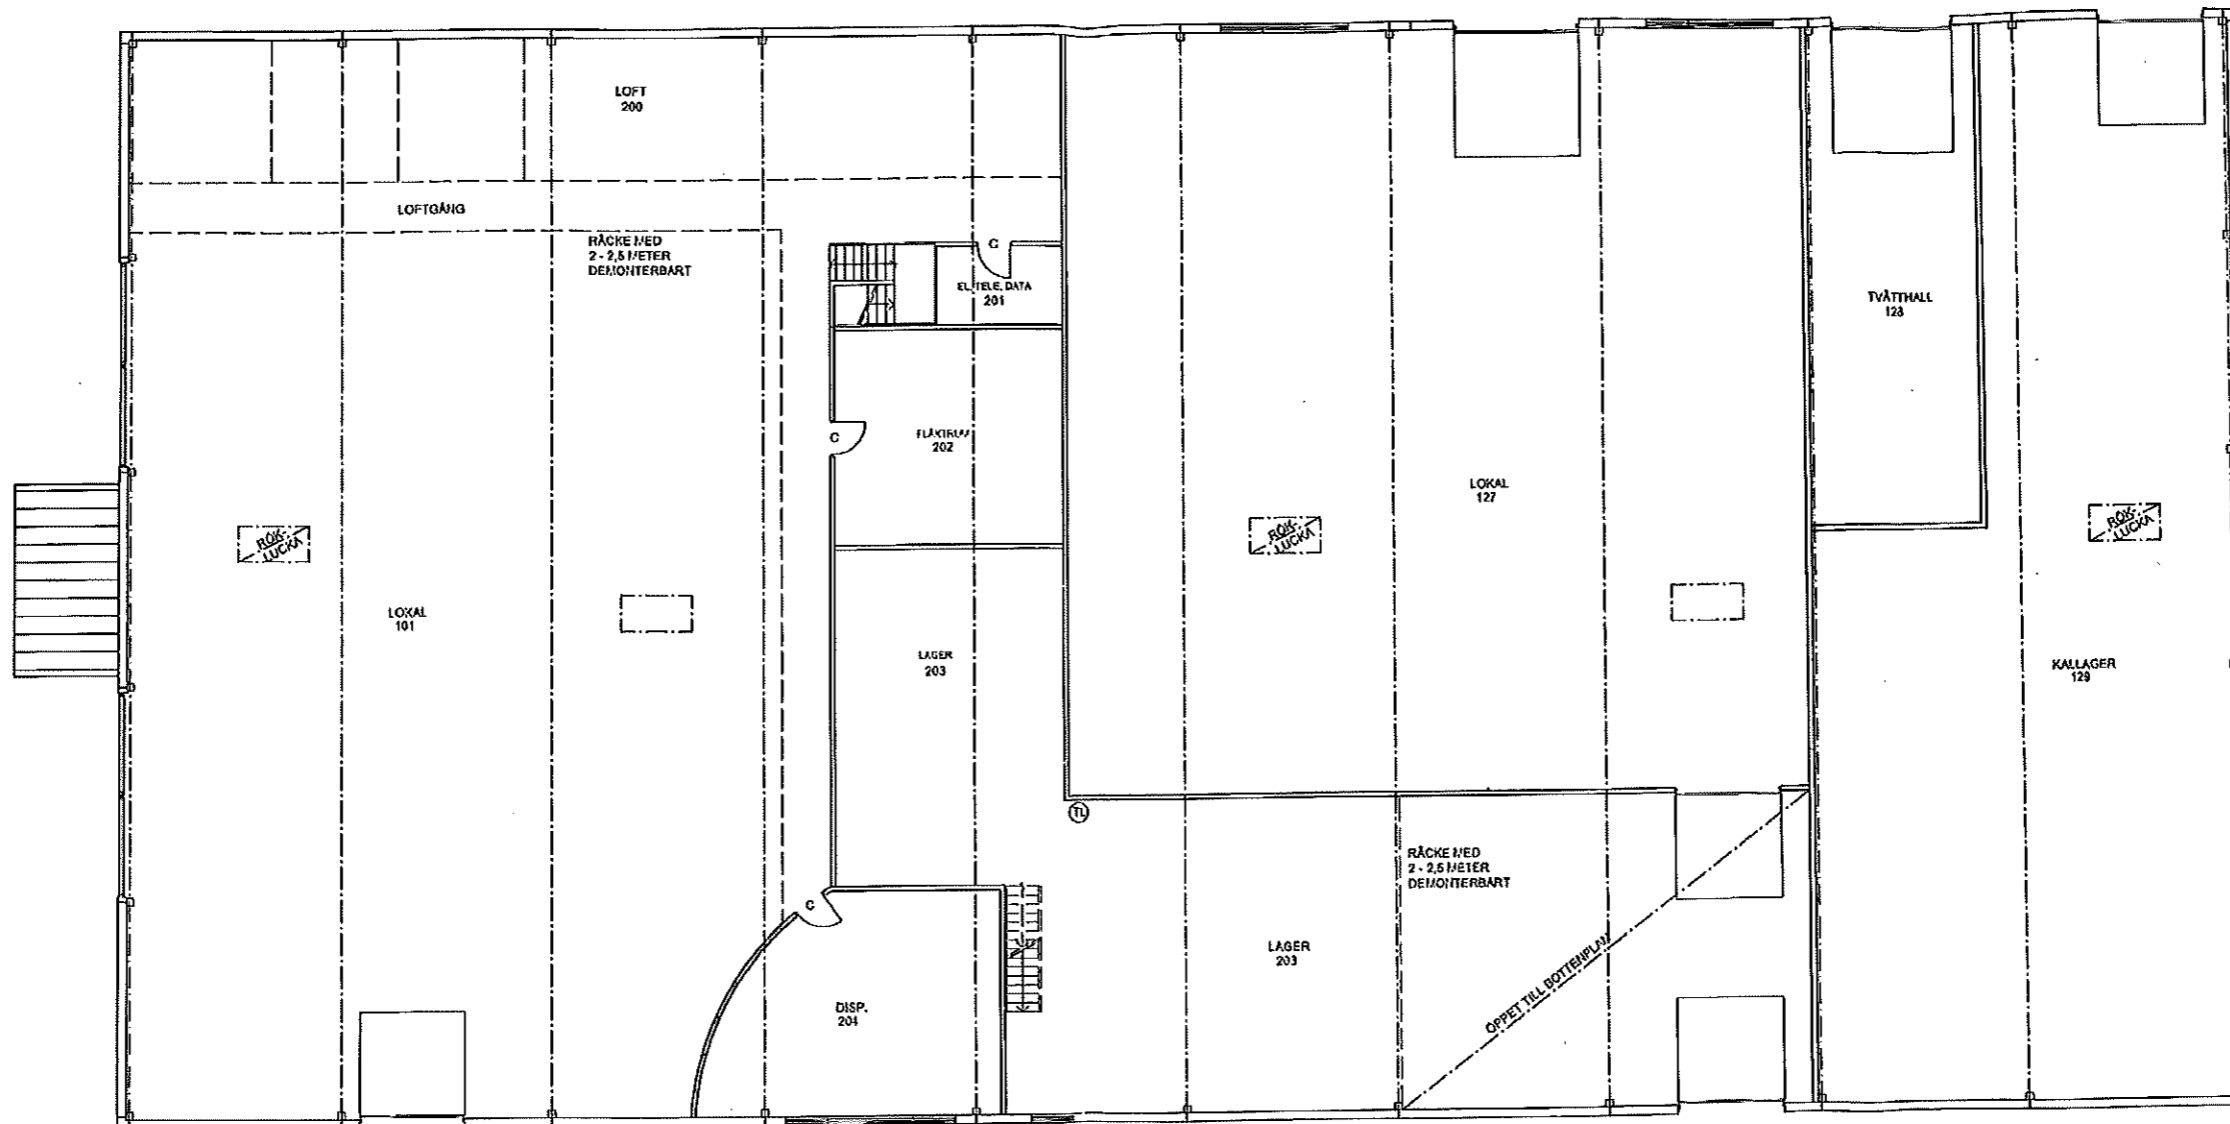 LOFT
200
LOFTGÅNG
RÄCKE MED
2 - 2,5 METER
DEMONTERBART
C
EL, TELE, DATA
201
TVÄTTHALL
128
C
FLÄKTRUM
202
LOKAL
127
RÖK-
LUCKA
RÖK-
LUCKA
RÖK-
LUCKA
LOKAL
101
LAGER
203
KALLAGER
129
TL
RÄCKE MED
2 - 2,5 METER
DEMONTERBART
C
LAGER
203
ÖPPET TILL BOTTENPLAN
DISP.
204